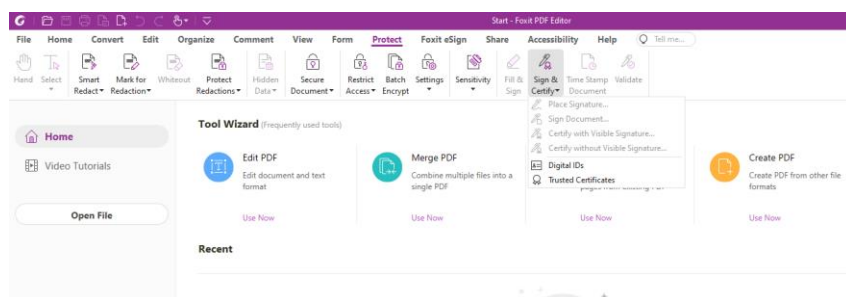 Start - Foxit PDF Editor
File Home Convert Edit Organize Comment View Form Protect Foxit eSign Share Accessibility Help Tell me...
Hand Select Smart Redact Mark for Redaction Whiteout Protect Redactions Hidden Data Secure Document Restrict Access Batch Encrypt Settings Sensitivity Fill & Sign Sign & Certify Time Stamp Document Validate
Place Signature...
Sign Document...
Certify with Visible Signature...
Certify without Visible Signature...
Digital IDs
Trusted Certificates
Home
Video Tutorials
Open File
Tool Wizard (Frequently used tools)
Edit PDF
Edit document and text
format
Use Now
Merge PDF
Combine multiple files into a
single PDF
Use Now
Use Now
Create PDF
Create PDF from other file
formats
Use Now
Recent